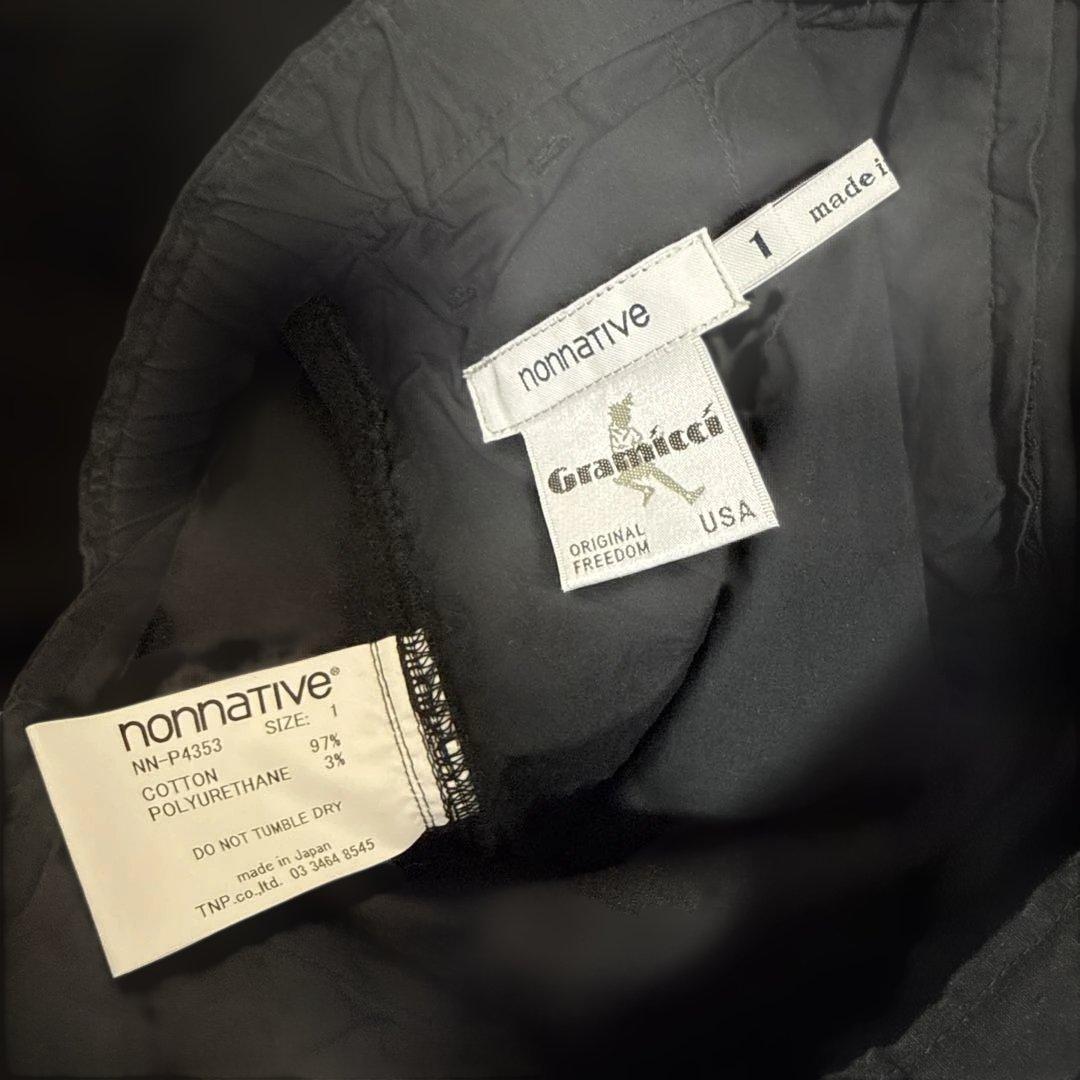 made i
1
nonnaTIVe
Gramíccí
ORIGINAL
FREEDOM
USA
nonnaTIVe®
SIZE: 1
NN-P4353
COTTON 97%
POLYURETHANE 3%
DO NOT TUMBLE DRY
made in Japan
TNP.co.,ltd. 03 3464 8545